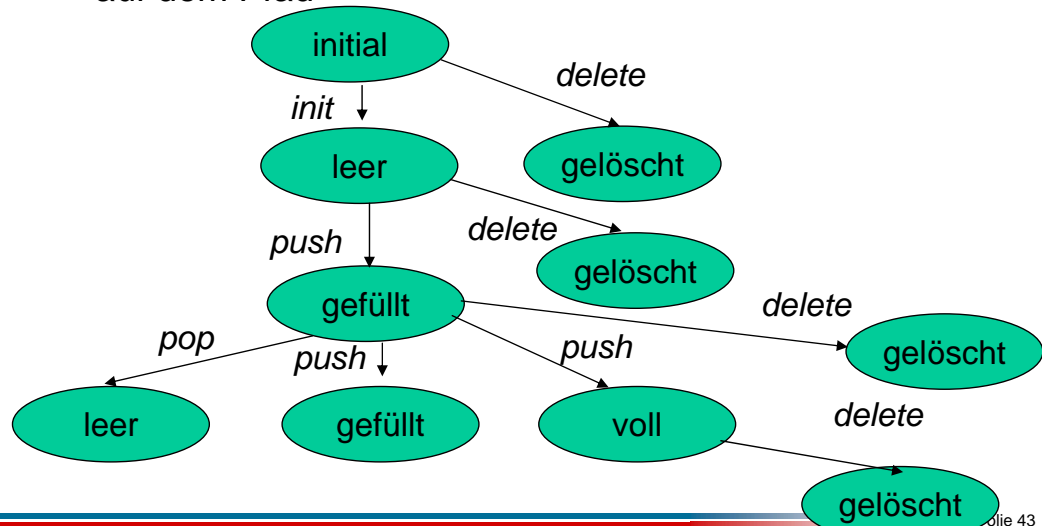 initial
delete
init
leer
gelöscht
push
delete
gelöscht
gefüllt
delete
pop
push
push
gelöscht
leer
gefüllt
voll
delete
gelöscht
43